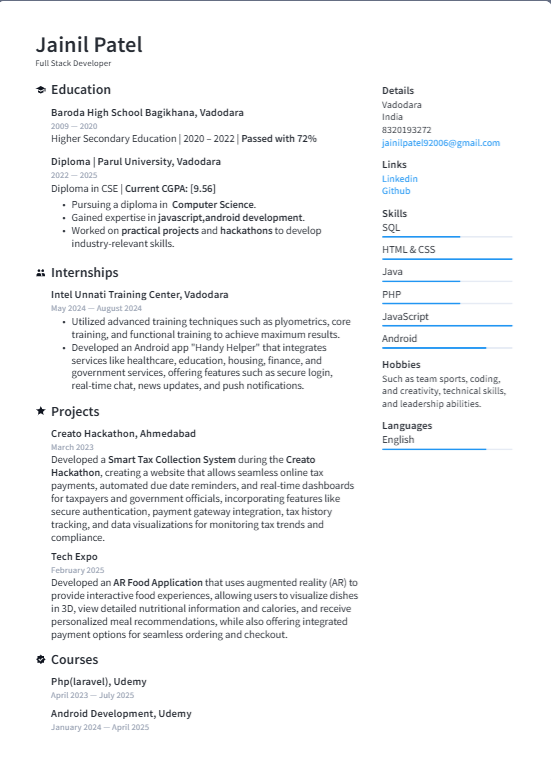 Jainil Patel
Full Stack Developer
Education
Baroda High School Bagikhana, Vadodara
2009 — 2020
Higher Secondary Education | 2020 – 2022 | Passed with 72%
Diploma | Parul University, Vadodara
2022 — 2025
Diploma in CSE | Current CGPA: [9.56]
• Pursuing a diploma in Computer Science.
• Gained expertise in javascript,android development.
• Worked on practical projects and hackathons to develop
industry-relevant skills.
Internships
Intel Unnati Training Center, Vadodara
May 2024 — August 2024
• Utilized advanced training techniques such as plyometrics, core
training, and functional training to achieve maximum results.
• Developed an Android app "Handy Helper" that integrates
services like healthcare, education, housing, finance, and
government services, offering features such as secure login,
real-time chat, news updates, and push notifications.
Projects
Creato Hackathon, Ahmedabad
March 2023
Developed a Smart Tax Collection System during the Creato
Hackathon, creating a website that allows seamless online tax
payments, automated due date reminders, and real-time dashboards
for taxpayers and government officials, incorporating features like
secure authentication, payment gateway integration, tax history
tracking, and data visualizations for monitoring tax trends and
compliance.
Tech Expo
February 2025
Developed an AR Food Application that uses augmented reality (AR) to
provide interactive food experiences, allowing users to visualize dishes
in 3D, view detailed nutritional information and calories, and receive
personalized meal recommendations, while also offering integrated
payment options for seamless ordering and checkout.
Courses
Php(laravel), Udemy
April 2023 — July 2025
Android Development, Udemy
January 2024 — April 2025
Details
Vadodara
India
8320193272
jainilpatel92006@gmail.com
Links
Linkedin
Github
Skills
SQL
HTML & CSS
Java
PHP
JavaScript
Android
Hobbies
Such as team sports, coding,
and creativity, technical skills,
and leadership abilities.
Languages
English